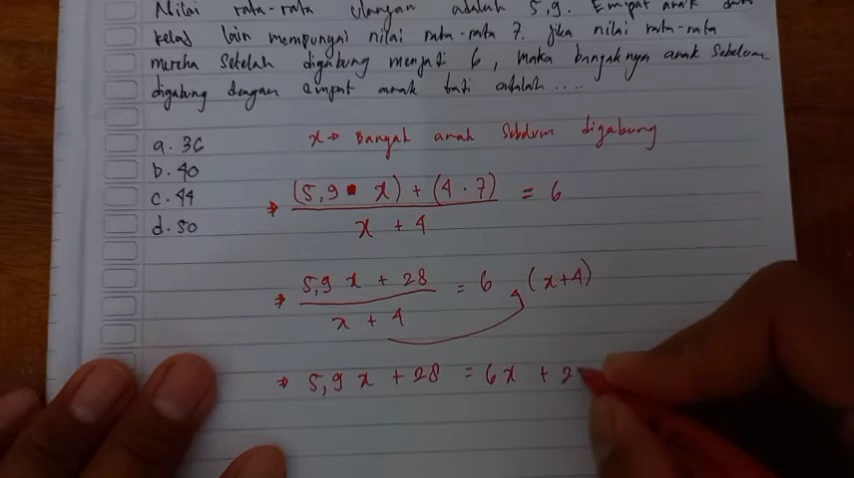 Nilai rata-rata Ulangan adalah 5,9. Empat anak dari
kelas lain mempunyai nilai rata-rata 7. Jika nilai rata-rata
mereka setelah digabung menjadi 6, maka banyaknya anak sebelum
digabung dengan empat anak tadi adalah....
x → Banyak anak sebelum digabung
a. 36
b. 40
c. 44
d. 50
⇒ (5,9 • x) + (4 . 7) / x + 4 = 6
⇒ 5,9 x + 28 / x + 4 = 6 (x+4)
⇒ 5,9 x + 28 = 6x + 2